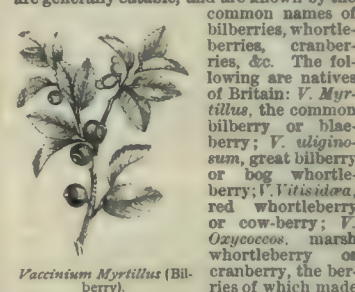 are generally eatable, and are known by the
common names of
bilberries, whortle-
berries, cranber-
ries, &c. The fol-
lowing are natives
of Britain: V. Myr-
tillus, the common
bilberry or blae-
berry; V. uligino-
sum, great bilberry
or bog whortle-
berry; V. Vitis idæa,
red whortleberry
or cow-berry; V.
Oxycoccos, marsh
whortleberry or
cranberry, the ber-
ries of which made
Vaccinium Myrtillus (Bil-
berry).